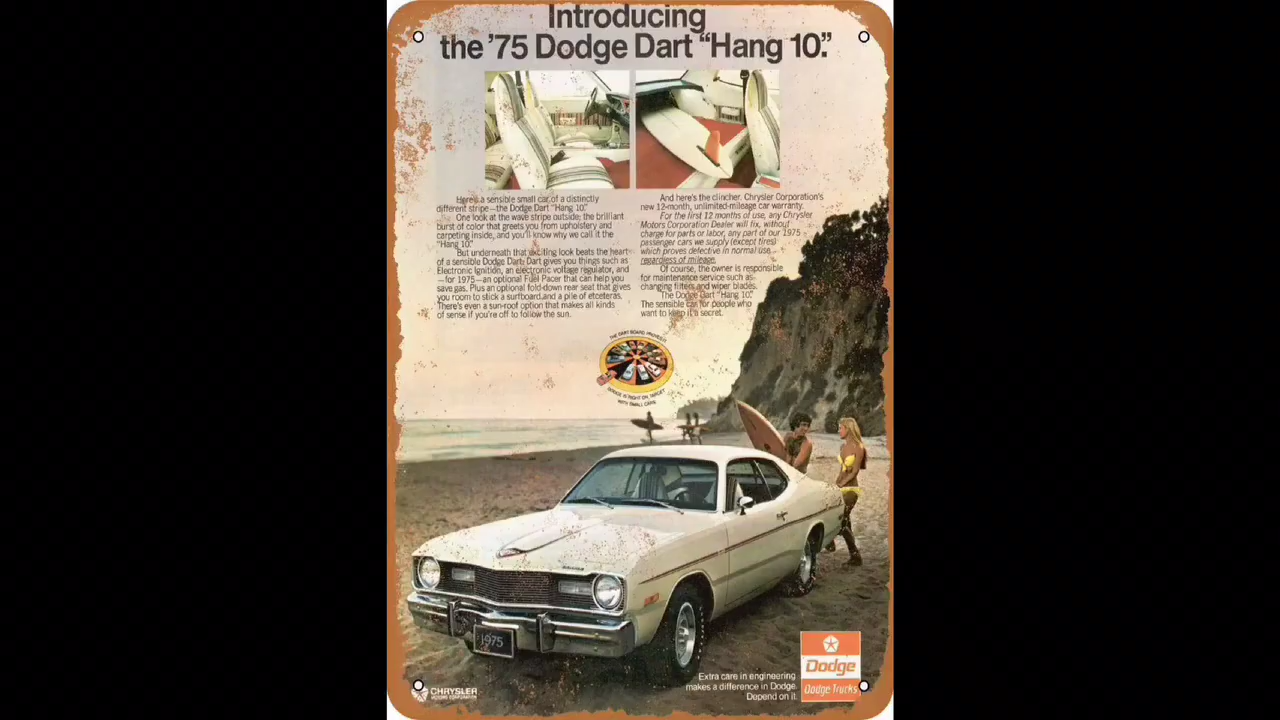 Introducing
the '75 Dodge Dart “Hang 10.”
Here's a sensible small car of a distinctly
different stripe—the Dodge Dart “Hang 10.”
One look at the wave stripe outside, the brilliant
burst of color that greets you from upholstery and
carpeting inside, and you'll know why we call it the
“Hang 10.”
But underneath that exciting look beats the heart
of a sensible Dodge Dart. Dart gives you things such as
Electronic Ignition, an electronic voltage regulator, and
—for 1975—an optional Fuel Pacer that can help you
save gas. Plus an optional fold-down rear seat that gives
you room to stick a surfboard and a pile of etceteras.
There's even a sun-roof option that makes all kinds
of sense if you're off to follow the sun.
And here's the clincher. Chrysler Corporation's
new 12-month, unlimited-mileage car warranty.
For the first 12 months of use, any Chrysler
Motors Corporation Dealer will fix, without
charge for parts or labor, any part of our 1975
passenger cars we supply (except tires)
which proves defective in normal use,
regardless of mileage.
Of course, the owner is responsible
for maintenance service such as
changing filters and wiper blades.
The Dodge Dart “Hang 10.”
The sensible car for people who
want to keep it a secret.
DODGE IS RIGHT ON TARGET
WITH SMALL CARS
1975
CHRYSLER
MOTORS CORPORATION
Extra care in engineering
makes a difference in Dodge.
Depend on it.
Dodge
Dodge Trucks